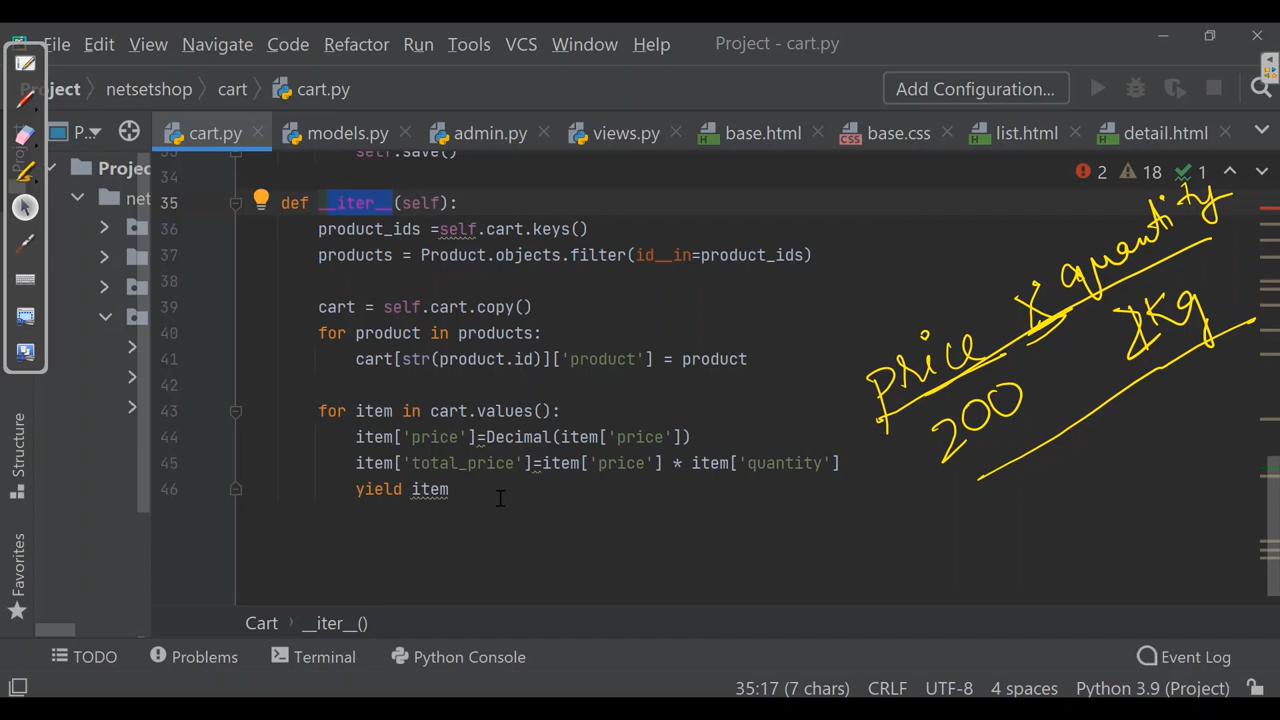 File Edit View Navigate Code Refactor Run Tools VCS Window Help Project - cart.py
Project netsetshop cart cart.py Add Configuration...
P... cart.py models.py admin.py views.py base.html base.css list.html detail.html
33 self.save()
34 2 18 1
Projec
35 def __iter__(self):
net
36 product_ids =self.cart.keys()
37 products = Product.objects.filter(id__in=product_ids)
38
39 cart = self.cart.copy()
40 for product in products:
41 cart[str(product.id)]['product'] = product
42
43 for item in cart.values():
44 item['price']=Decimal(item['price'])
45 item['total_price']=item['price'] * item['quantity']
46 yield item
Price X quantity
200 1Kg
Structure
Favorites
Cart __iter__()
TODO Problems Terminal Python Console Event Log
35:17 (7 chars) CRLF UTF-8 4 spaces Python 3.9 (Project)